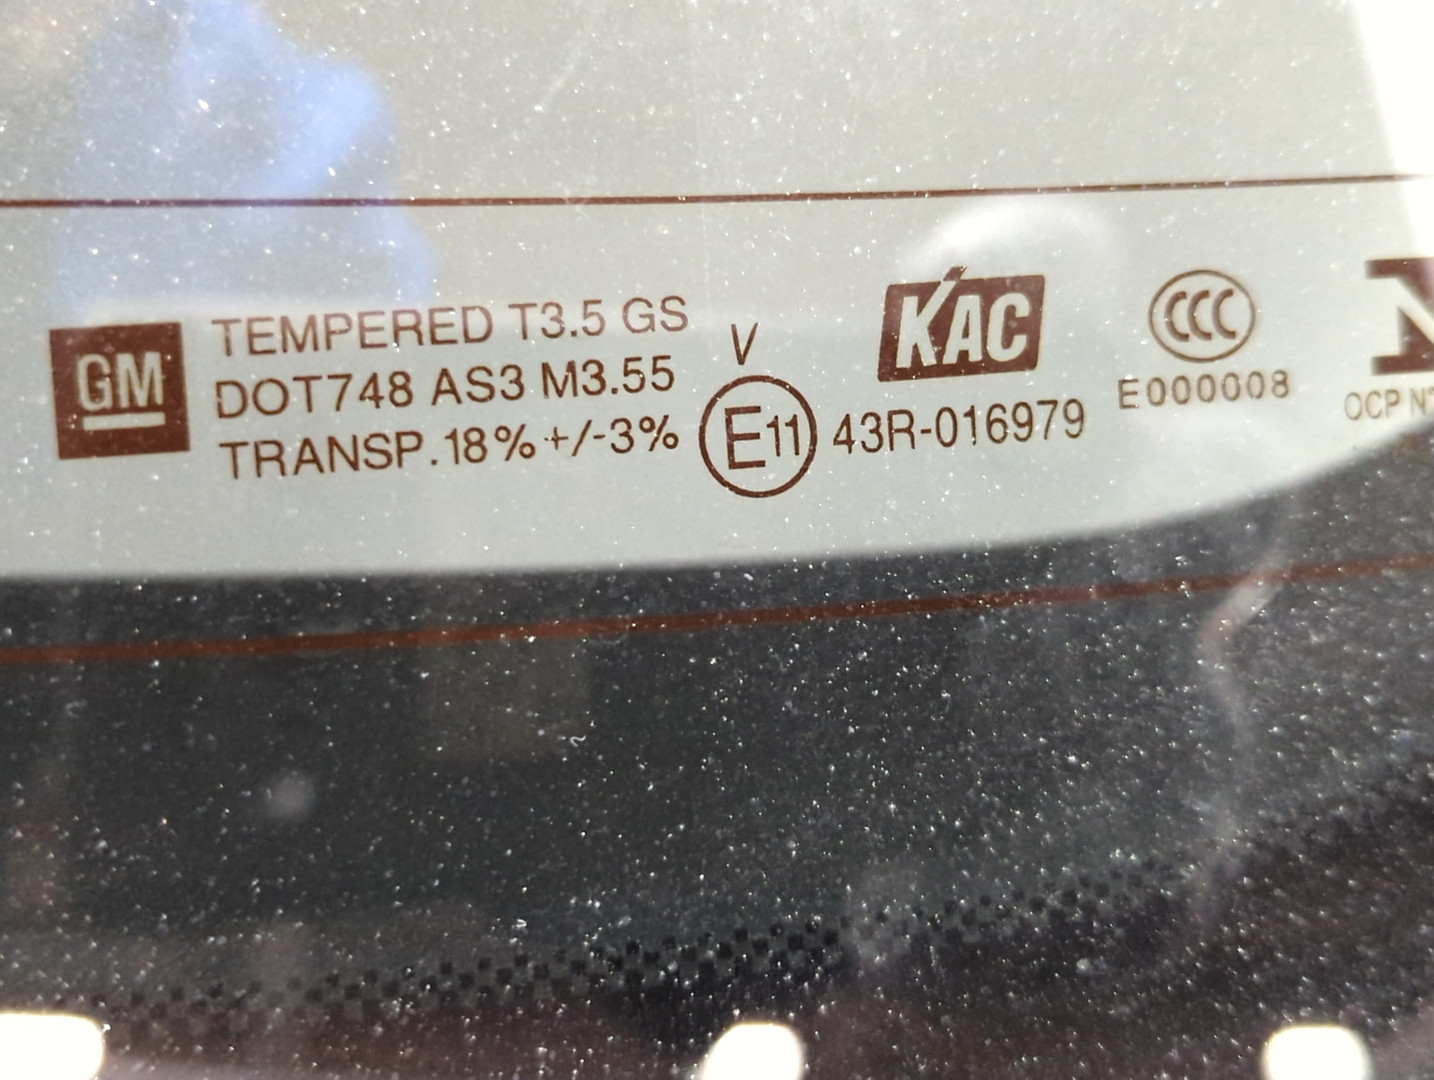 GM
TEMPERED T3.5 GS
DOT748 AS3 M3.55
TRANSP.18% +/-3%
V
E11 43R-016979
KAC
CCC
E000008
OCP